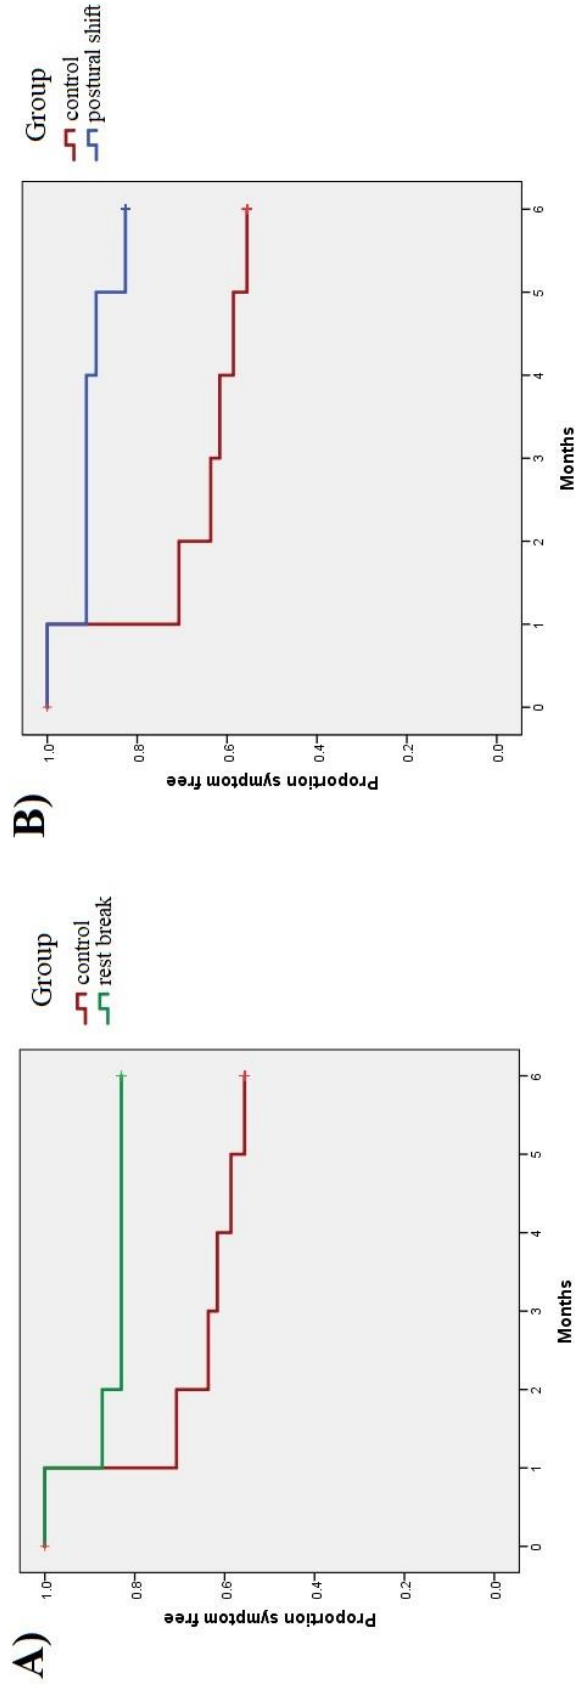 A)
Proportion symptom free
1.0
0.8
0.6
0.4
0.2
0.0
0 1 2 3 4 5 6
Months
Group
control
rest break
B)
Proportion symptom free
1.0
0.8
0.6
0.4
0.2
0.0
0 1 2 3 4 5 6
Months
Group
control
postural shift